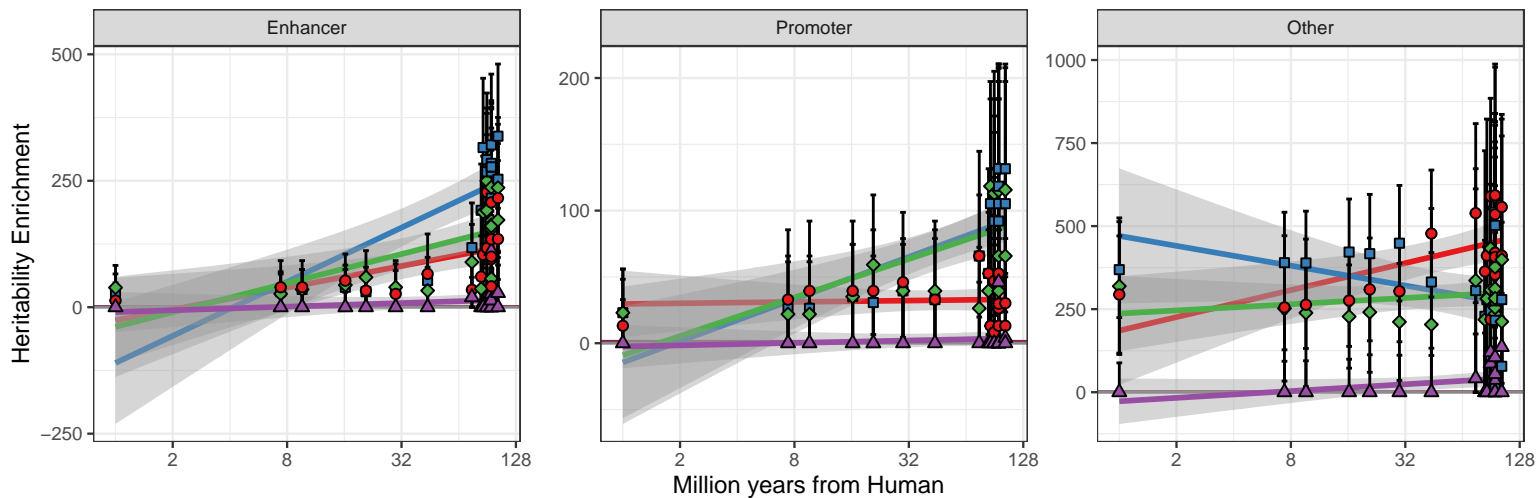 Enhancer
Promoter
Other
Heritability Enrichment
500
250
0
−250
200
100
0
1000
750
500
250
0
2 8 32 128
2 8 32 128
2 8 32 128
Million years from Human